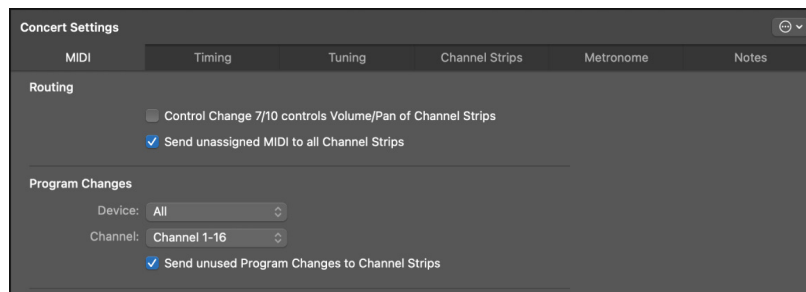 Concert Settings
MIDI Timing Tuning Channel Strips Metronome Notes
Routing
Control Change 7/10 controls Volume/Pan of Channel Strips
Send unassigned MIDI to all Channel Strips
Program Changes
Device: All
Channel: Channel 1-16
Send unused Program Changes to Channel Strips